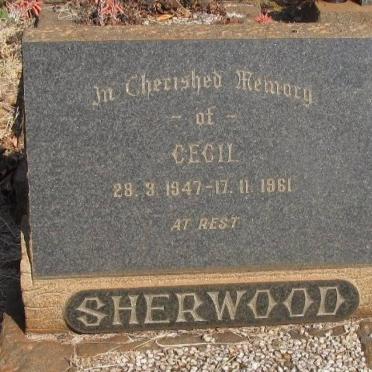 In Cherished Memory
- of -
CECIL
28. 3. 1947-17. 11. 1961
AT REST
SHERWOOD